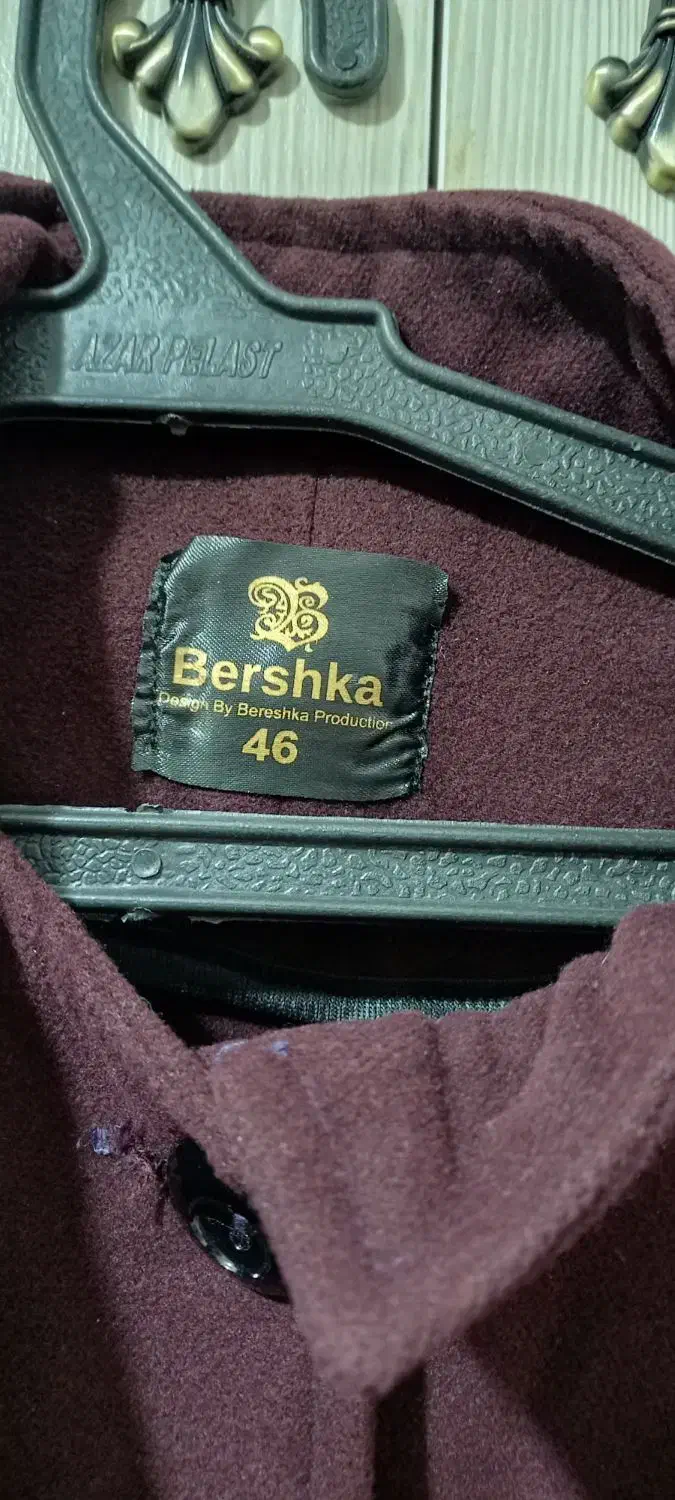 AZAR PELAST
Bershka
Design By Bereshka Production
46